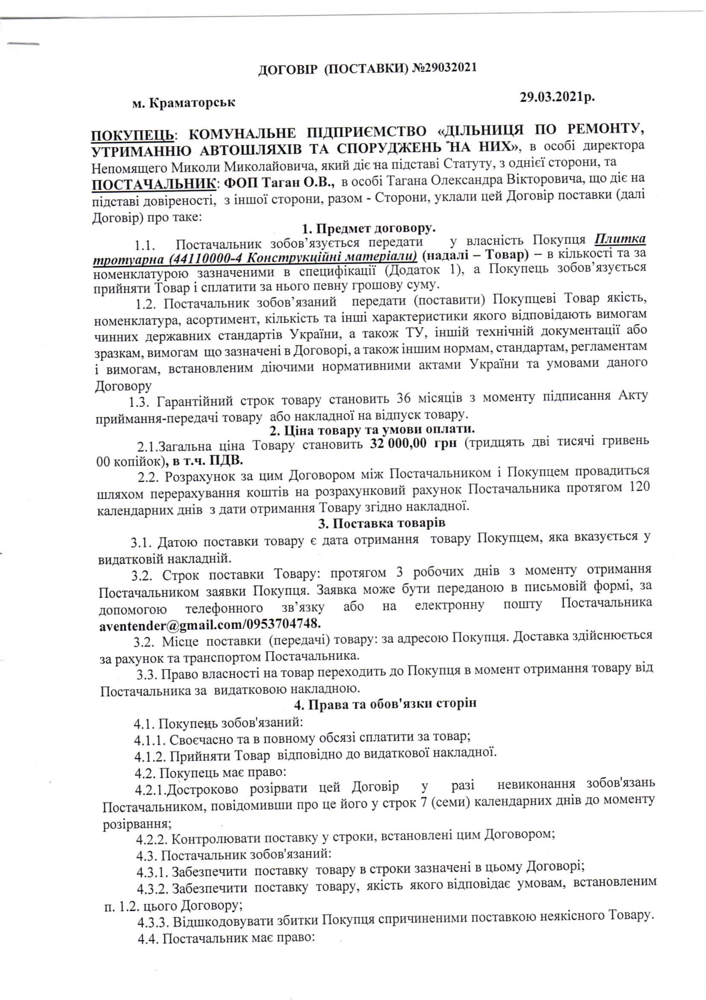 ДОГОВІР (ПОСТАВКИ) №29032021
м. Краматорськ 29.03.2021р.
ПОКУПЕЦЬ: КОМУНАЛЬНЕ ПІДПРИЄМСТВО «ДІЛЬНИЦЯ ПО РЕМОНТУ,
УТРИМАННЮ АВТОШЛЯХІВ ТА СПОРУДЖЕНЬ НА НИХ», в особі директора
Непомящего Миколи Миколайовича, який діє на підставі Статуту, з однієї сторони, та
ПОСТАЧАЛЬНИК: ФОП Таган О.В., в особі Тагана Олександра Вікторовича, що діє на
підставі довіреності, з іншої сторони, разом - Сторони, уклали цей Договір поставки (далі
Договір) про таке:
1. Предмет договору.
1.1. Постачальник зобов’язується передати у власність Покупця Плитка
тротуарна (44110000-4 Конструкційні матеріали) (надалі – Товар) – в кількості та за
номенклатурою зазначеними в специфікації (Додаток 1), а Покупець зобов’язується
прийняти Товар і сплатити за нього певну грошову суму.
1.2. Постачальник зобов’язаний передати (поставити) Покупцеві Товар якість,
номенклатура, асортимент, кількість та інші характеристики якого відповідають вимогам
чинних державних стандартів України, а також ТУ, іншій технічній документації або
зразкам, вимогам що зазначені в Договорі, а також іншим нормам, стандартам, регламентам
і вимогам, встановленим діючими нормативними актами України та умовами даного
Договору
1.3. Гарантійний строк товару становить 36 місяців з моменту підписання Акту
приймання-передачі товару або накладної на відпуск товару.
2. Ціна товару та умови оплати.
2.1.Загальна ціна Товару становить 32 000,00 грн (тридцять дві тисячі гривень
00 копійок), в т.ч. ПДВ.
2.2. Розрахунок за цим Договором між Постачальником і Покупцем провадиться
шляхом перерахування коштів на розрахунковий рахунок Постачальника протягом 120
календарних днів з дати отримання Товару згідно накладної.
3. Поставка товарів
3.1. Датою поставки товару є дата отримання товару Покупцем, яка вказується у
видатковій накладній.
3.2. Строк поставки Товару: протягом 3 робочих днів з моменту отримання
Постачальником заявки Покупця. Заявка може бути переданою в письмовій формі, за
допомогою телефонного зв’язку або на електронну пошту Постачальника
aventender@gmail.com/0953704748.
3.2. Місце поставки (передачі) товару: за адресою Покупця. Доставка здійснюється
за рахунок та транспортом Постачальника.
3.3. Право власності на товар переходить до Покупця в момент отримання товару від
Постачальника за видатковою накладною.
4. Права та обов'язки сторін
4.1. Покупець зобов'язаний:
4.1.1. Своєчасно та в повному обсязі сплатити за товар;
4.1.2. Прийняти Товар відповідно до видаткової накладної.
4.2. Покупець має право:
4.2.1.Достроково розірвати цей Договір у разі невиконання зобов'язань
Постачальником, повідомивши про це його у строк 7 (семи) календарних днів до моменту
розірвання;
4.2.2. Контролювати поставку у строки, встановлені цим Договором;
4.3. Постачальник зобов'язаний:
4.3.1. Забезпечити поставку товару в строки зазначені в цьому Договорі;
4.3.2. Забезпечити поставку товару, якість якого відповідає умовам, встановленим
п. 1.2. цього Договору;
4.3.3. Відшкодовувати збитки Покупця спричиненими поставкою неякісного Товару.
4.4. Постачальник має право: